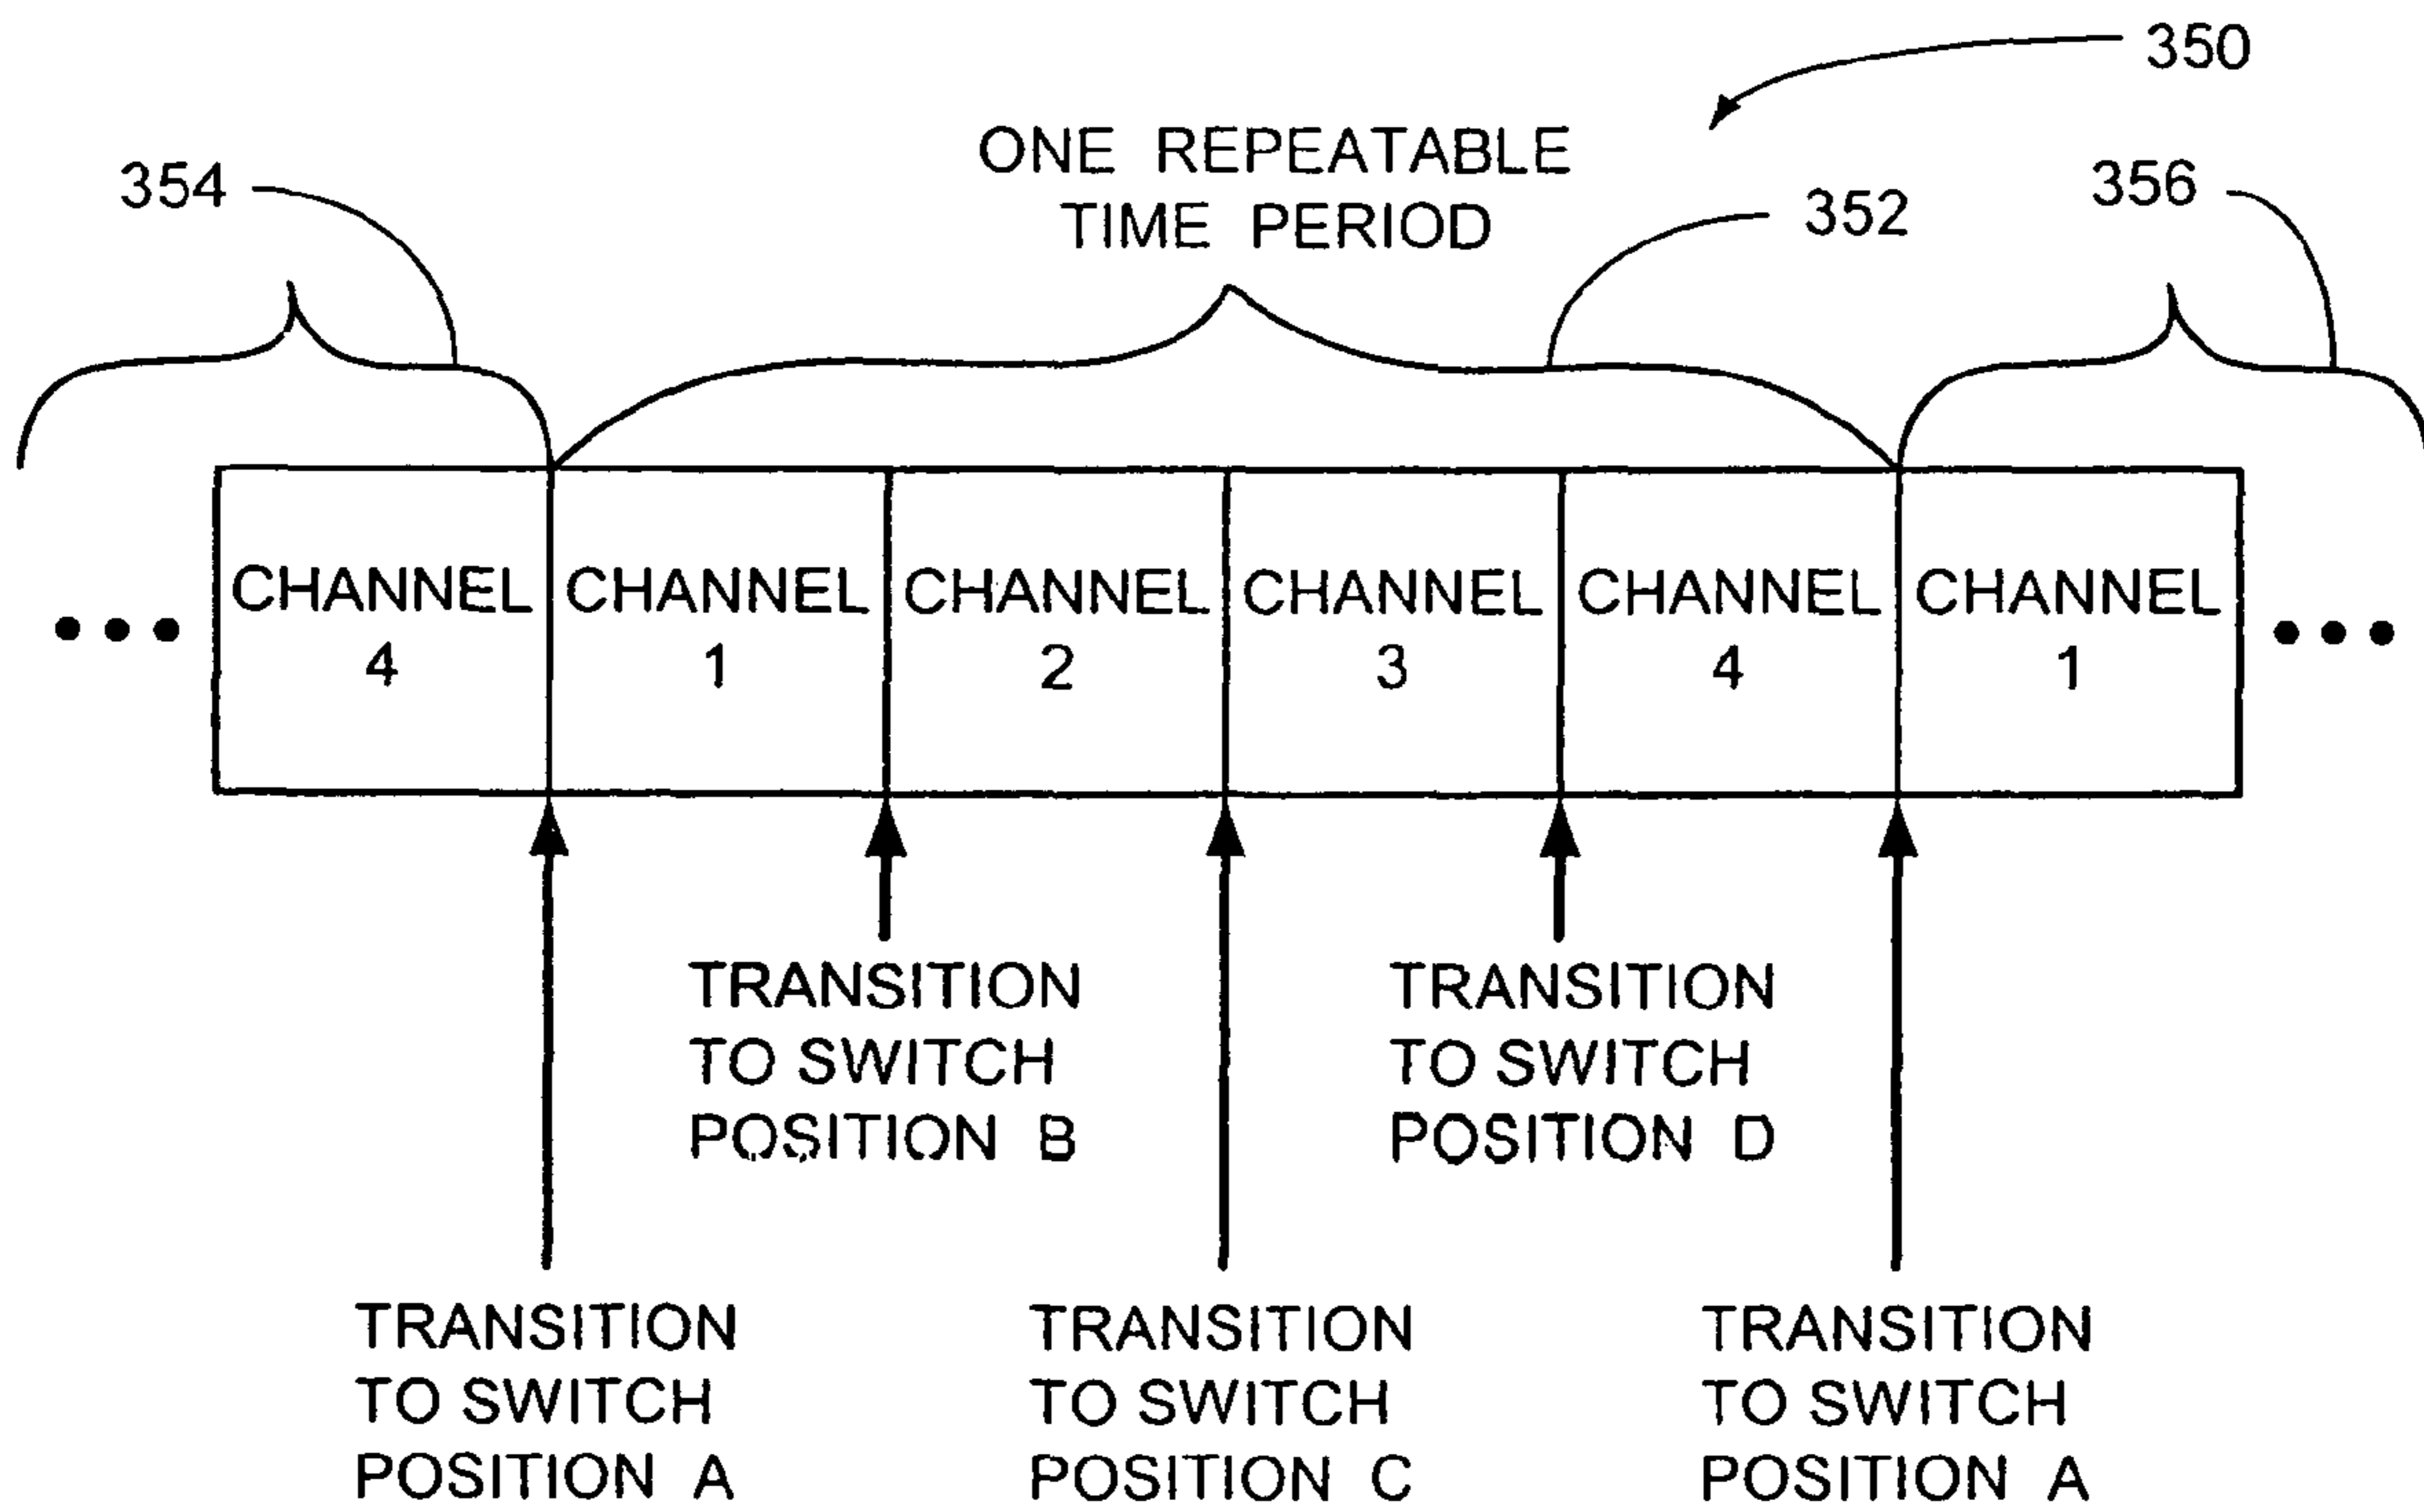 350
ONE REPEATABLE
TIME PERIOD
354
352
356
CHANNEL
4
CHANNEL
1
CHANNEL
2
CHANNEL
3
CHANNEL
4
CHANNEL
1
TRANSITION
TO SWITCH
POSITION B
TRANSITION
TO SWITCH
POSITION D
TRANSITION
TO SWITCH
POSITION A
TRANSITION
TO SWITCH
POSITION C
TRANSITION
TO SWITCH
POSITION A